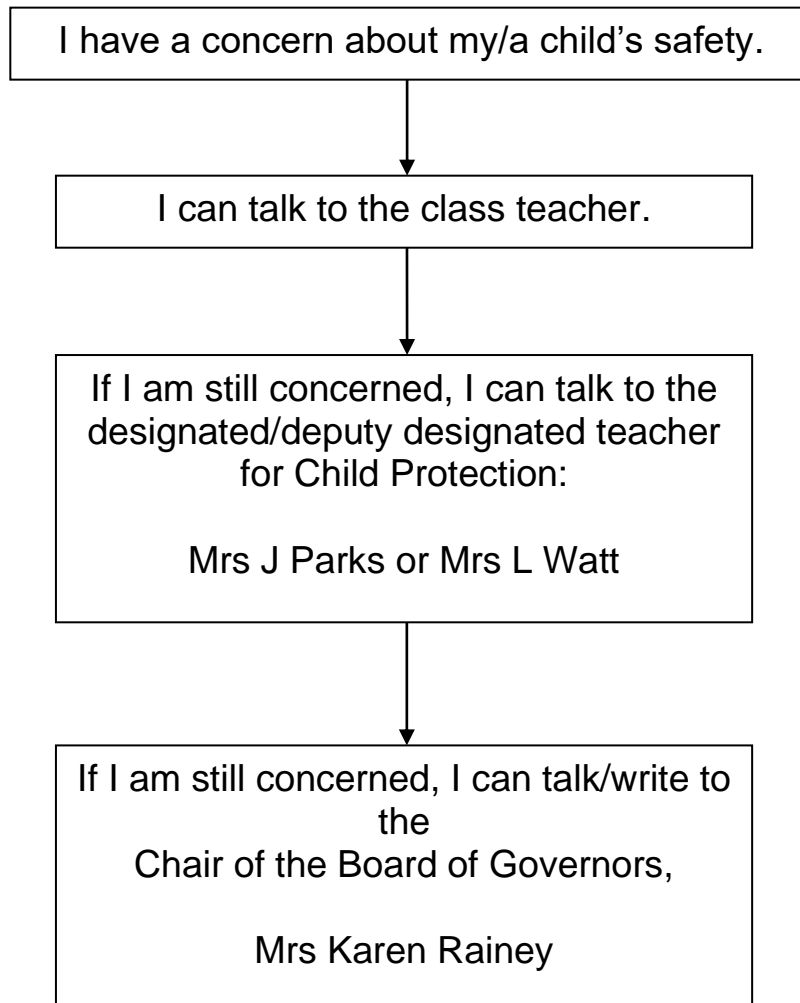 I have a concern about my/a child’s safety.
I can talk to the class teacher.
If I am still concerned, I can talk to the
designated/deputy designated teacher
for Child Protection:
Mrs J Parks or Mrs L Watt
If I am still concerned, I can talk/write to
the
Chair of the Board of Governors,
Mrs Karen Rainey